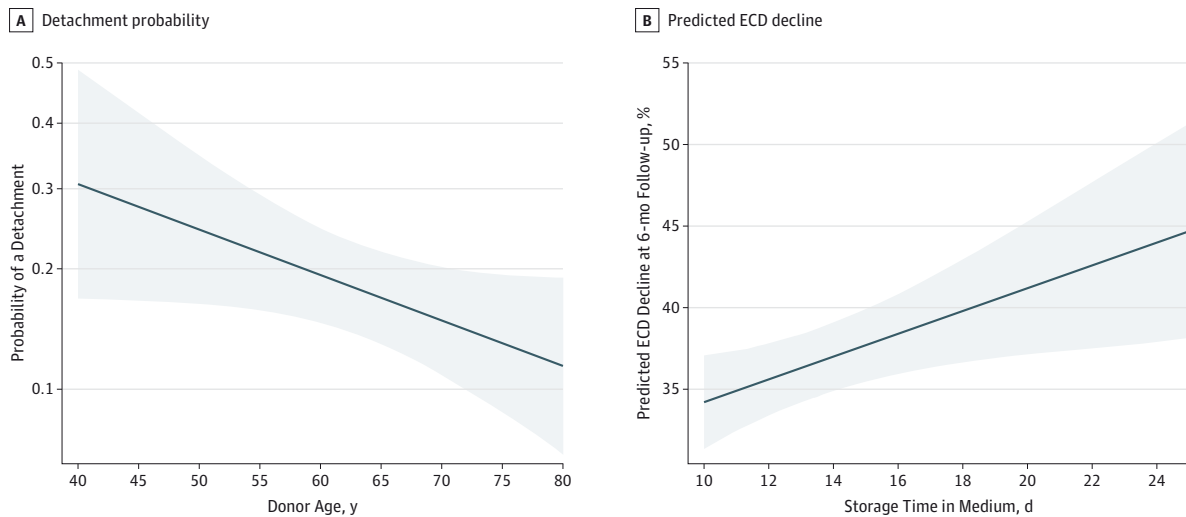 A Detachment probability
0.5
0.4
0.3
0.2
0.1
Probability of a Detachment
40 45 50 55 60 65 70 75 80
Donor Age, y
B Predicted ECD decline
55
50
45
40
35
Predicted ECD Decline at 6-mo Follow-up, %
10 12 14 16 18 20 22 24
Storage Time in Medium, d